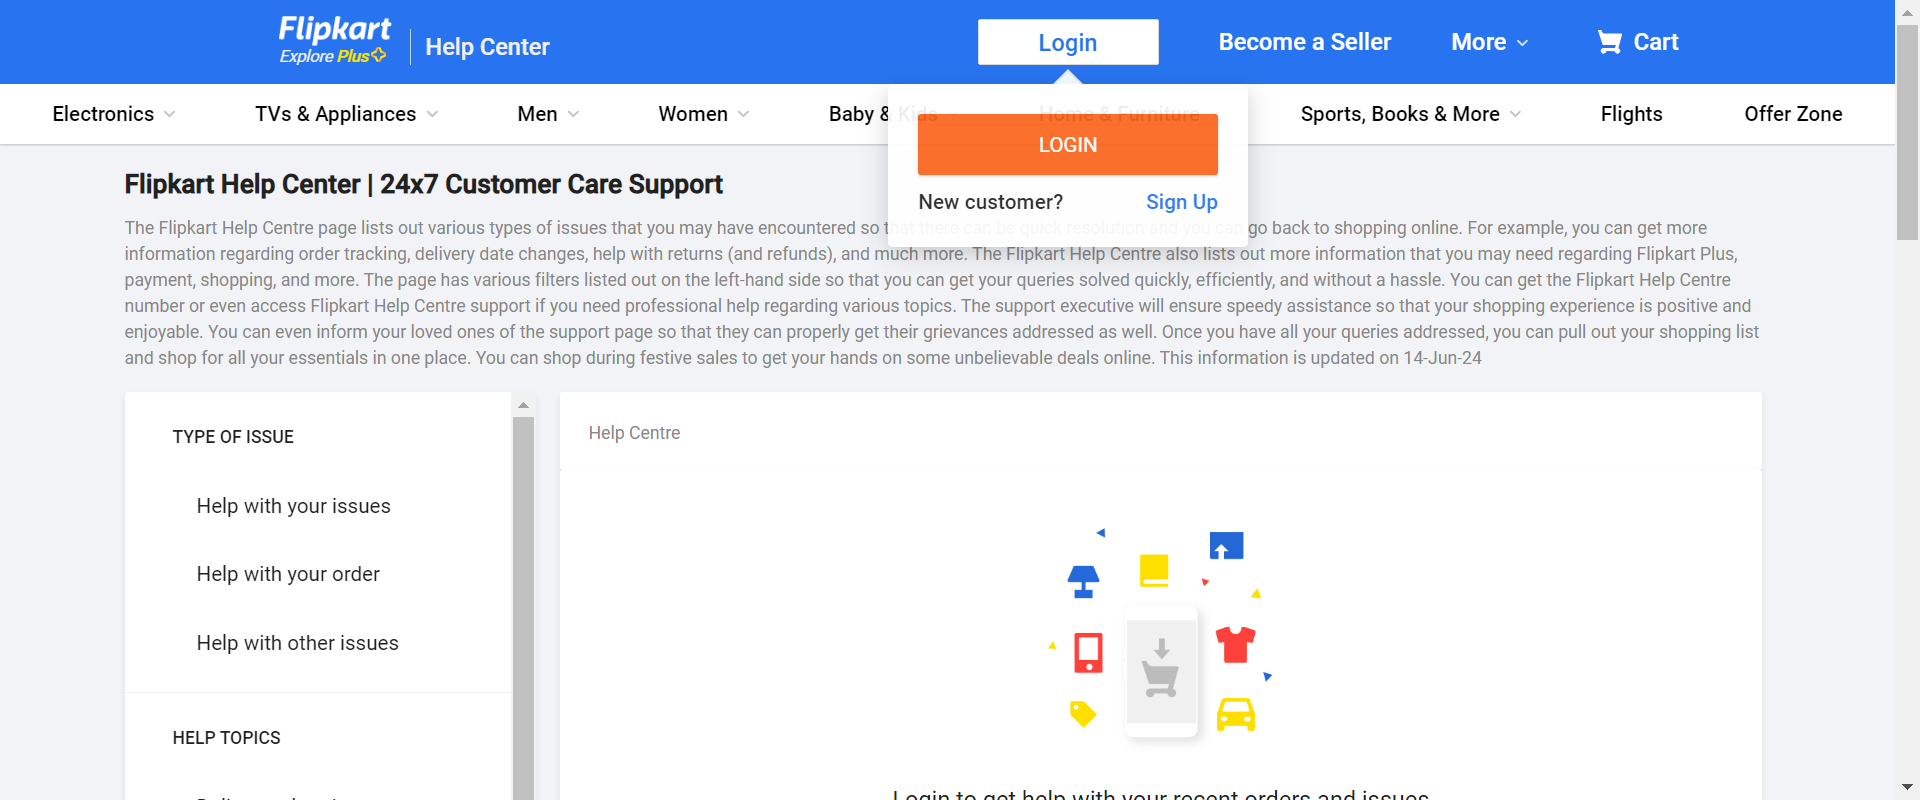 Flipkart
Explore Plus
Help Center
Login
Become a Seller
More
Cart
Electronics
TVs & Appliances
Men
Women
Baby & Kids
Home & Furniture
Sports, Books & More
Flights
Offer Zone
LOGIN
New customer?
Sign Up
Flipkart Help Center | 24x7 Customer Care Support
The Flipkart Help Centre page lists out various types of issues that you may have encountered so that there can be quick resolution and you can go back to shopping online. For example, you can get more
information regarding order tracking, delivery date changes, help with returns (and refunds), and much more. The Flipkart Help Centre also lists out more information that you may need regarding Flipkart Plus,
payment, shopping, and more. The page has various filters listed out on the left-hand side so that you can get your queries solved quickly, efficiently, and without a hassle. You can get the Flipkart Help Centre
number or even access Flipkart Help Centre support if you need professional help regarding various topics. The support executive will ensure speedy assistance so that your shopping experience is positive and
enjoyable. You can even inform your loved ones of the support page so that they can properly get their grievances addressed as well. Once you have all your queries addressed, you can pull out your shopping list
and shop for all your essentials in one place. You can shop during festive sales to get your hands on some unbelievable deals online. This information is updated on 14-Jun-24
TYPE OF ISSUE
Help with your issues
Help with your order
Help with other issues
HELP TOPICS
Help Centre
Login to get help with your recent orders and issues